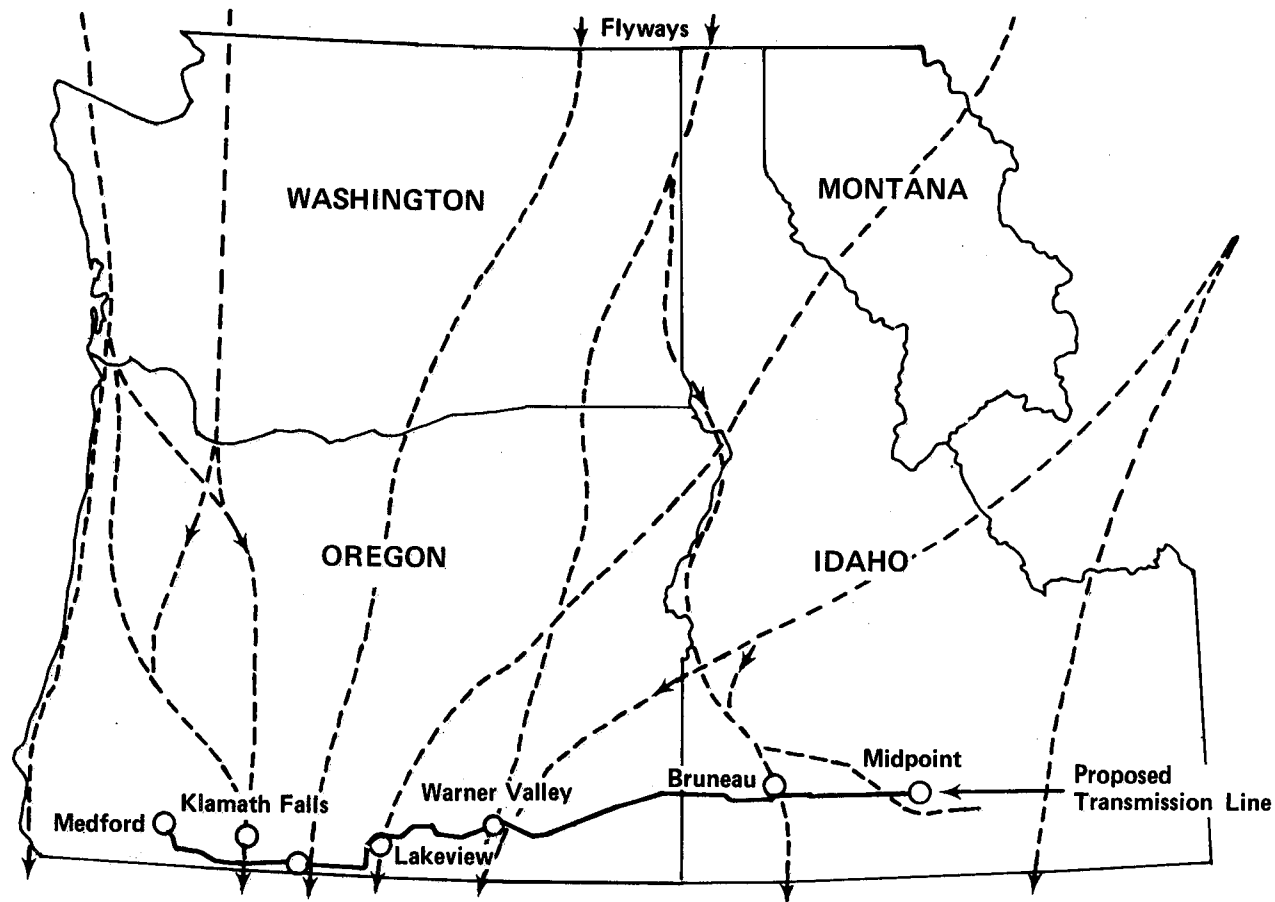 Flyways
WASHINGTON
MONTANA
OREGON
IDAHO
Midpoint
Bruneau
Proposed
Transmission Line
Warner Valley
Klamath Falls
Medford
Lakeview